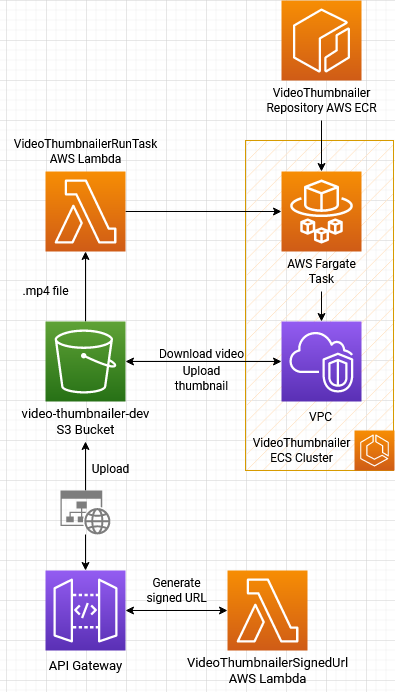 VideoThumbnailer
Repository AWS ECR
VideoThumbnailerRunTask
AWS Lambda
AWS Fargate
Task
.mp4 file
Download video
Upload
thumbnail
video-thumbnailer-dev
S3 Bucket
VPC
VideoThumbnailer
ECS Cluster
Upload
Generate
signed URL
API Gateway
VideoThumbnailerSignedUrl
AWS Lambda